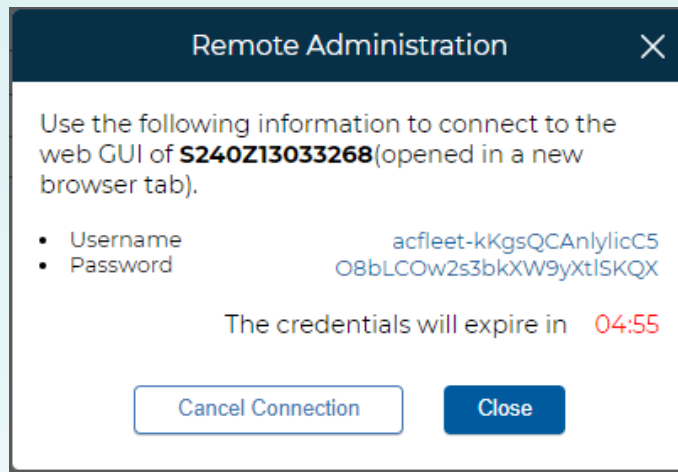 Remote Administration
Use the following information to connect to the
web GUI of S240Z13033268(opened in a new
browser tab).
• Username acfleet-kKgsQCAnlylicC5
• Password O8bLCOw2s3bkXW9yXtlSKQX
The credentials will expire in 04:55
Cancel Connection Close